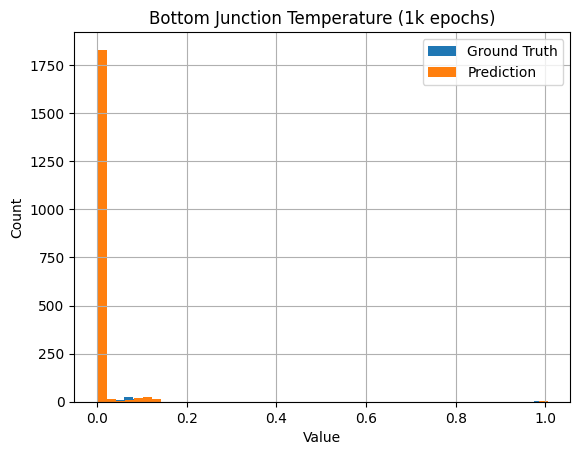 Bottom Junction Temperature (1k epochs)
Ground Truth
Prediction
Count
1750
1500
1250
1000
750
500
250
0
0.0 0.2 0.4 0.6 0.8 1.0
Value